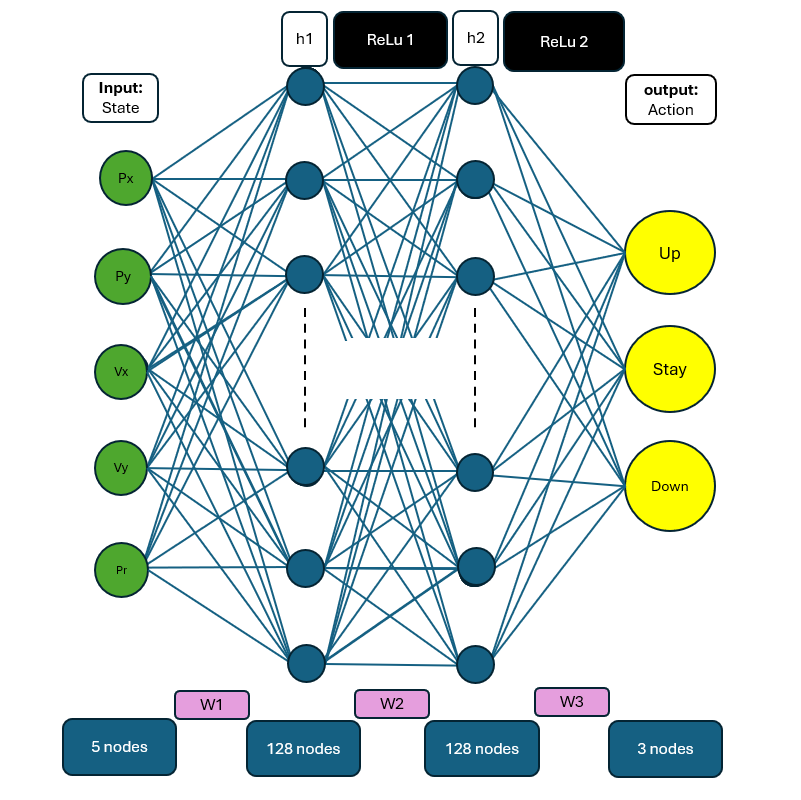 h1
ReLu 1
h2
ReLu 2
Input:
State
output:
Action
Px
Py
Vx
Vy
Pr
Up
Stay
Down
W1
W2
W3
5 nodes
128 nodes
128 nodes
3 nodes